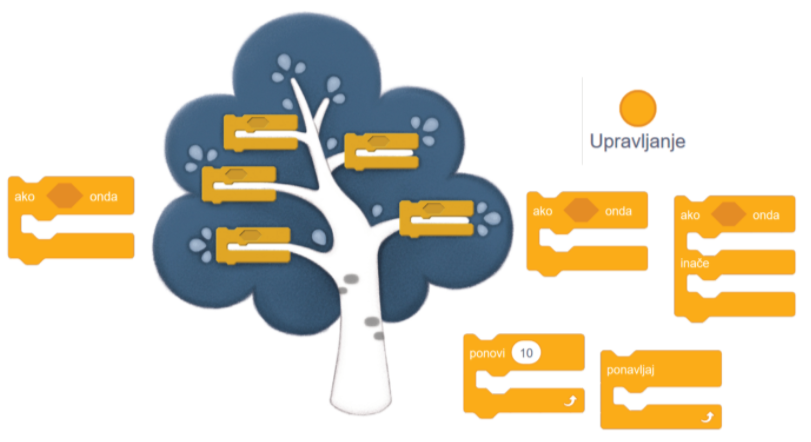 Upravljanje
ako onda
ako onda
ako onda
inače
ponovi 10
ponavljaj